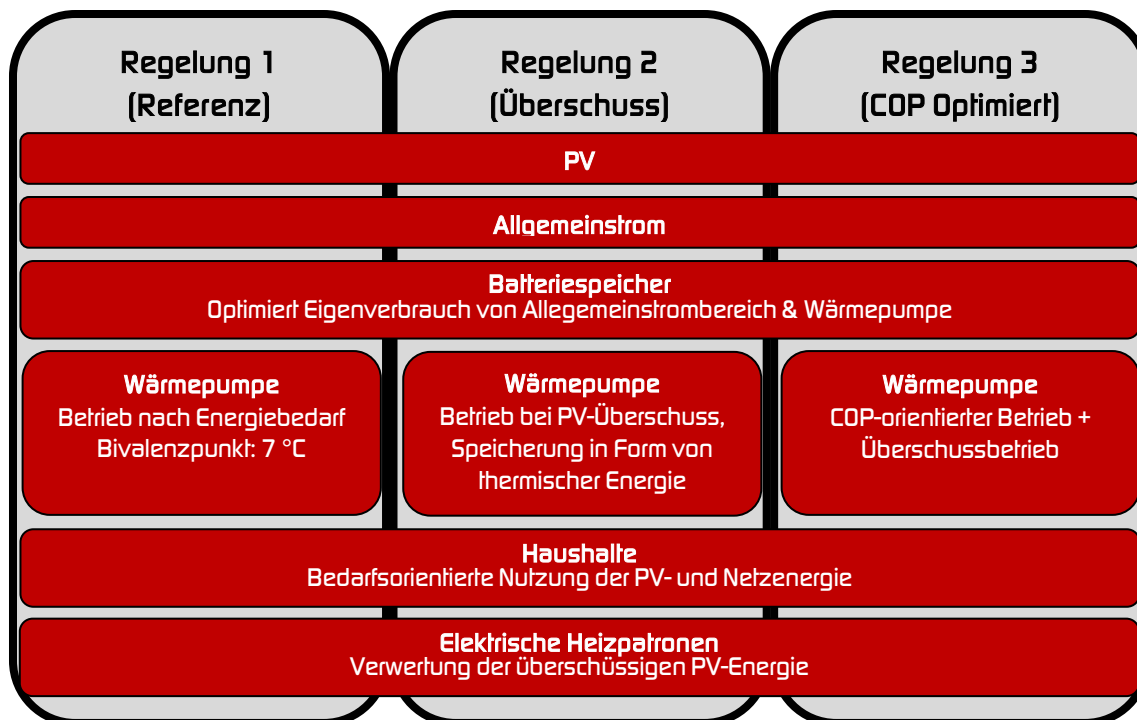 Regelung 1
(Referenz)
Regelung 2
(Überschuss)
Regelung 3
(COP Optimiert)
PV
Allgemeinstrom
Batteriespeicher
Optimiert Eigenverbrauch von Allegemeinstrombereich & Wärmepumpe
Wärmepumpe
Betrieb nach Energiebedarf
Bivalenzpunkt: 7 °C
Wärmepumpe
Betrieb bei PV-Überschuss,
Speicherung in Form von
thermischer Energie
Wärmepumpe
COP-orientierter Betrieb +
Überschussbetrieb
Haushalte
Bedarfsorientierte Nutzung der PV- und Netzenergie
Elektrische Heizpatronen
Verwertung der überschüssigen PV-Energie